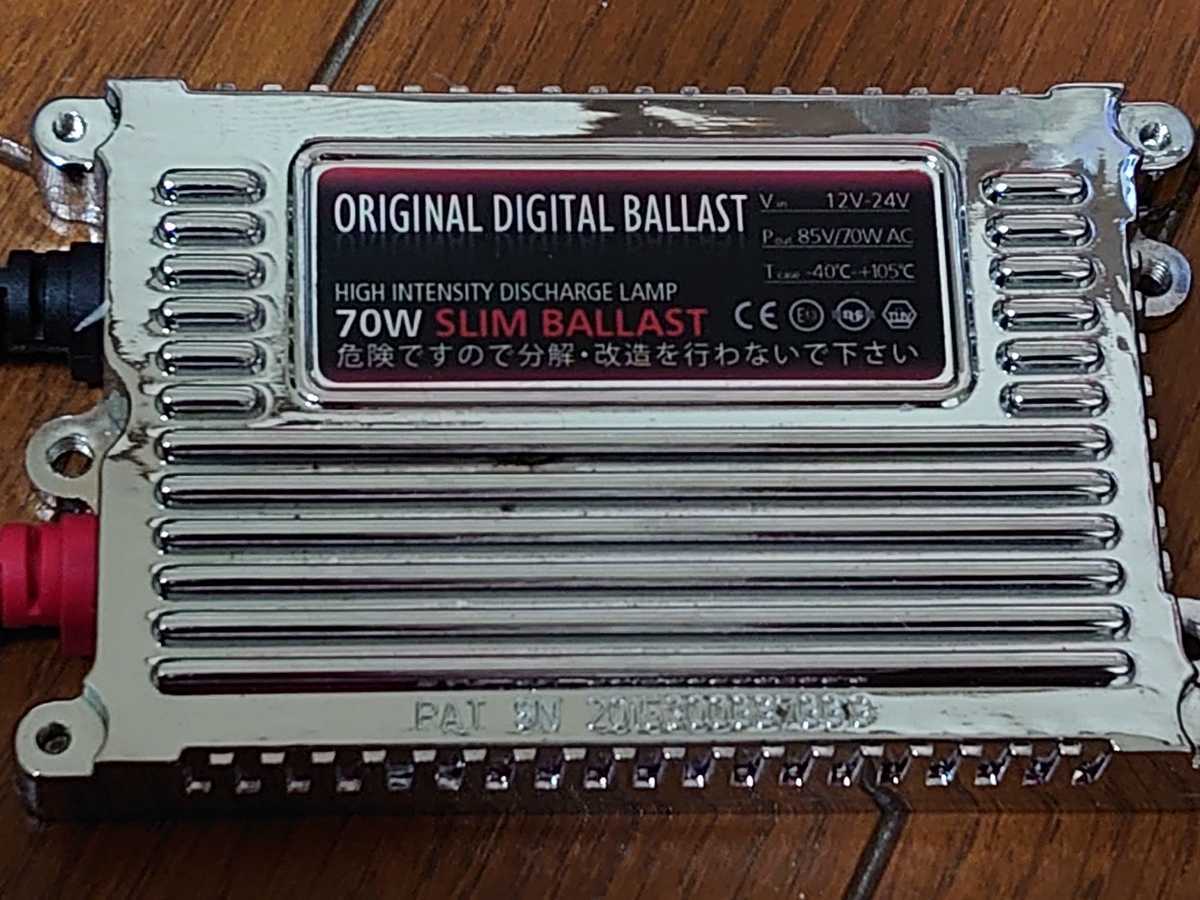 ORIGINAL DIGITAL BALLAST
Vin 12V-24V
Pout 85V/70W AC
Tcase -40℃-+105℃
HIGH INTENSITY DISCHARGE LAMP
70W SLIM BALLAST
CE
TUV
危険ですので分解・改造を行わないで下さい
PAT SN